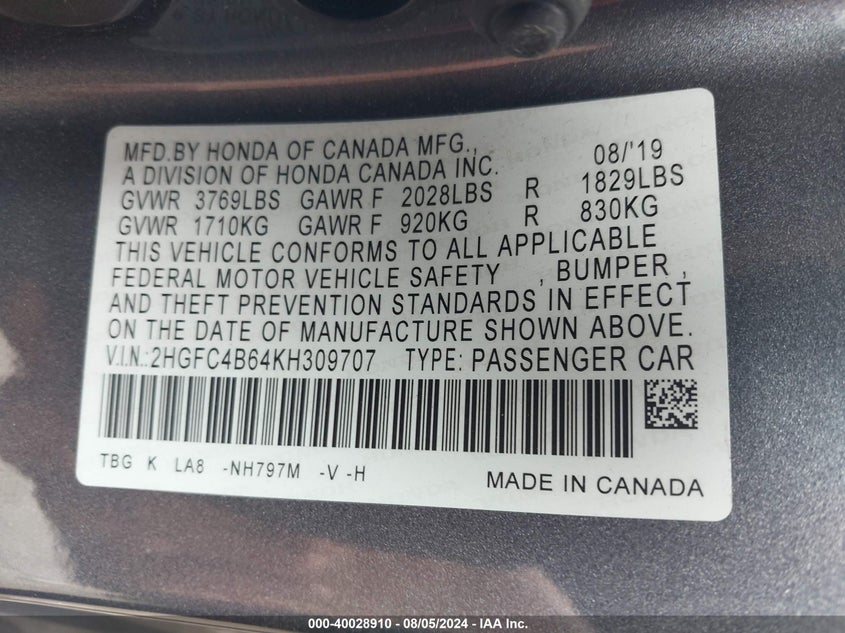 MFD.BY HONDA OF CANADA MFG., 08/'19
A DIVISION OF HONDA CANADA INC.
GVWR 3769LBS GAWR F 2028LBS R 1829LBS
GVWR 1710KG GAWR F 920KG R 830KG
THIS VEHICLE CONFORMS TO ALL APPLICABLE
FEDERAL MOTOR VEHICLE SAFETY , BUMPER ,
AND THEFT PREVENTION STANDARDS IN EFFECT
ON THE DATE OF MANUFACTURE SHOWN ABOVE.
V.I.N.:2HGFC4B64KH309707 TYPE: PASSENGER CAR
TBG K LA8 -NH797M -V -H
MADE IN CANADA
000-40028910 - 08/05/2024 - IAA Inc.